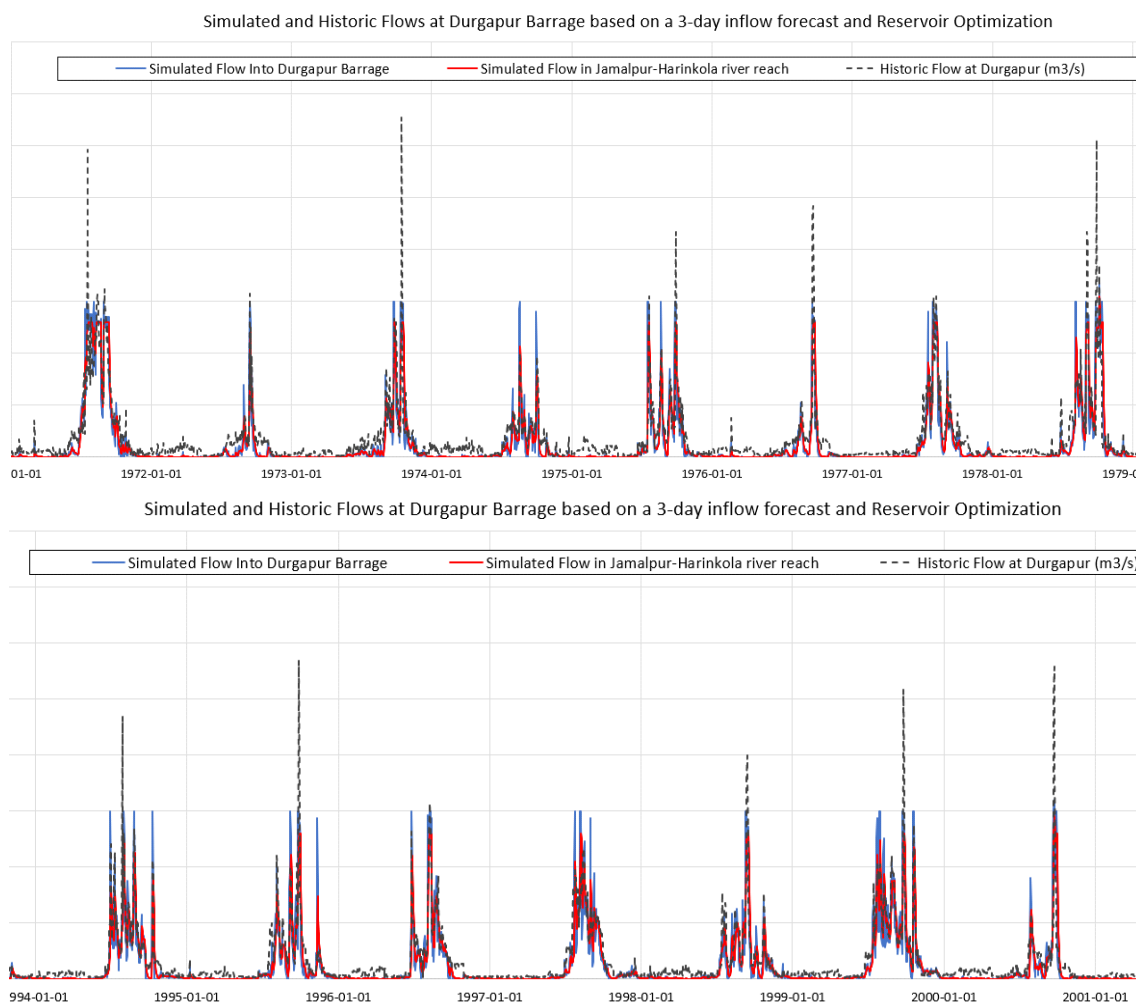 Simulated and Historic Flows at Durgapur Barrage based on a 3-day inflow forecast and Reservoir Optimization
Simulated Flow Into Durgapur Barrage Simulated Flow in Jamalpur-Harinkola river reach Historic Flow at Durgapur (m3/s)
01-01 1972-01-01 1973-01-01 1974-01-01 1975-01-01 1976-01-01 1977-01-01 1978-01-01 1979-0
Simulated and Historic Flows at Durgapur Barrage based on a 3-day inflow forecast and Reservoir Optimization
Simulated Flow Into Durgapur Barrage Simulated Flow in Jamalpur-Harinkola river reach Historic Flow at Durgapur (m3/s)
994-01-01 1995-01-01 1996-01-01 1997-01-01 1998-01-01 1999-01-01 2000-01-01 2001-01-01